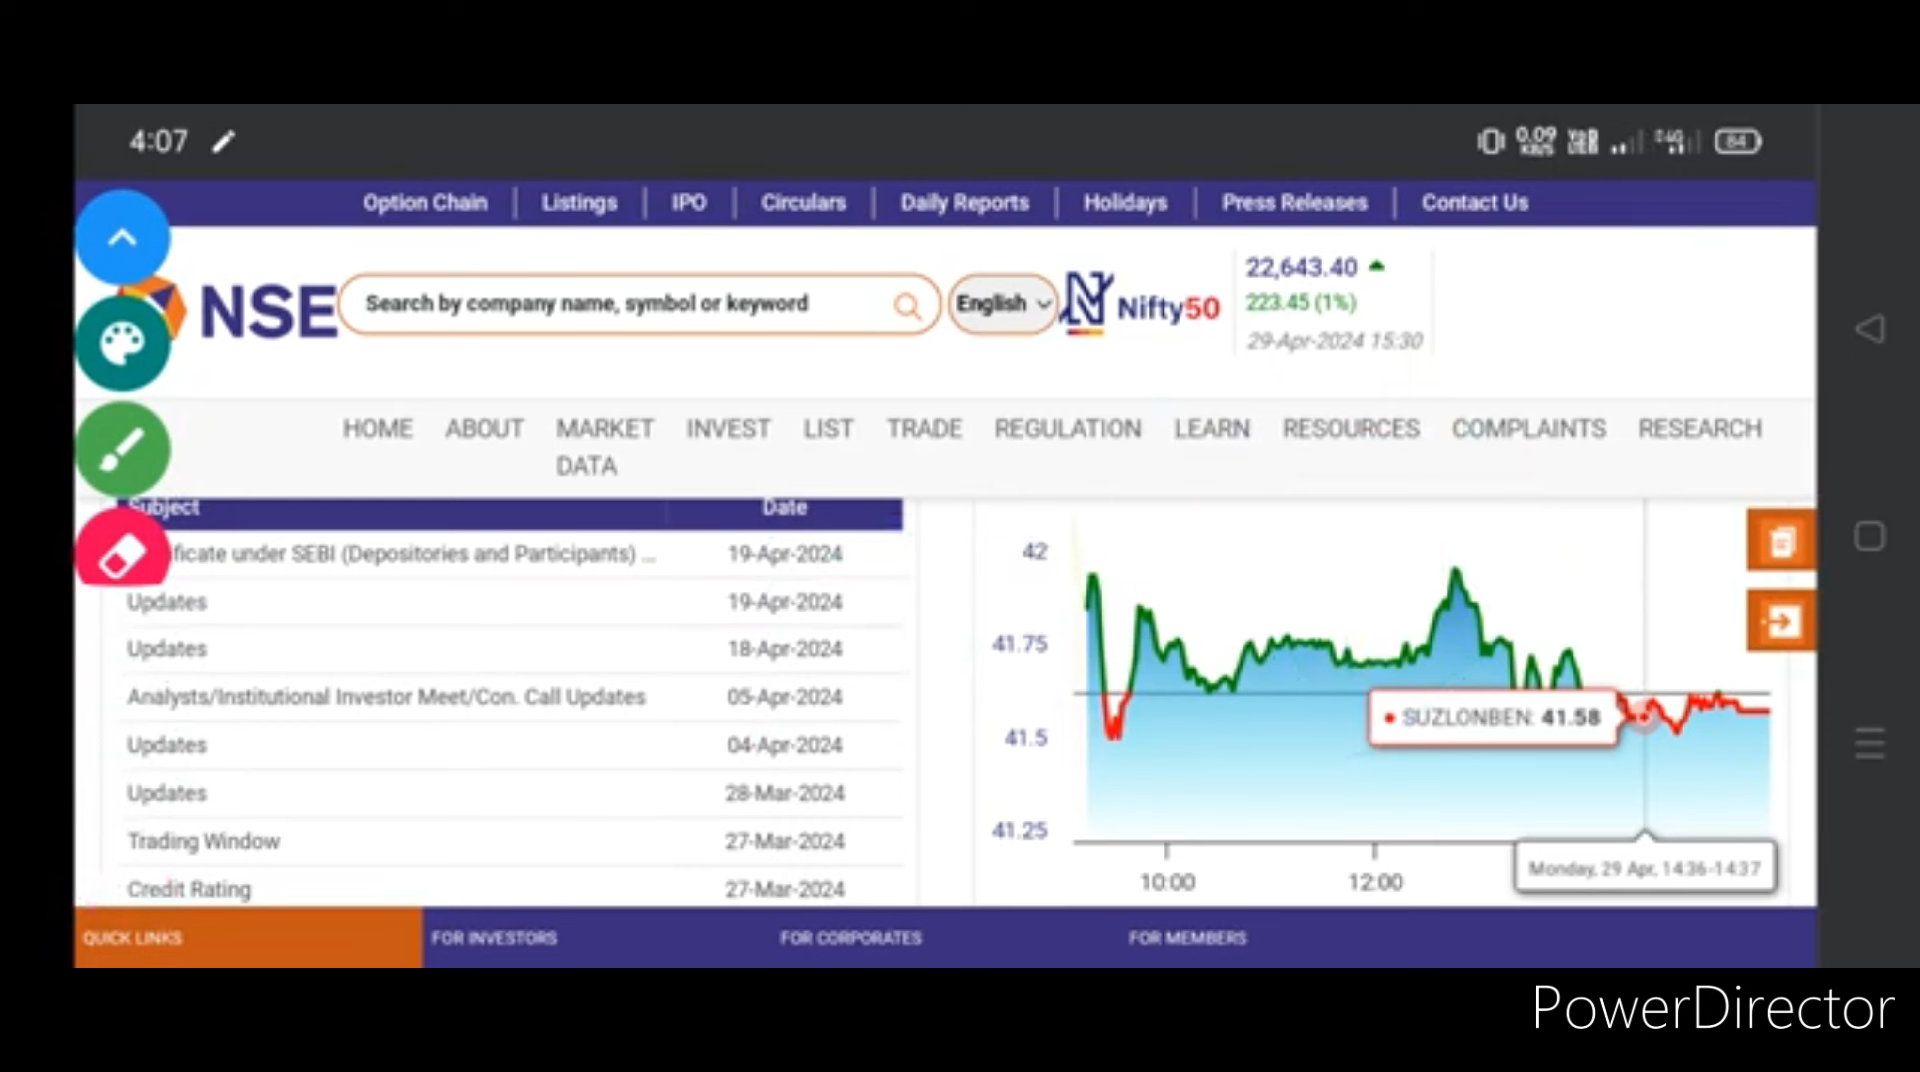 4:07
0.09
KB/S
84
Option Chain
Listings
IPO
Circulars
Daily Reports
Holidays
Press Releases
Contact Us
NSE
Search by company name, symbol or keyword
English
Nifty50
22,643.40
223.45 (1%)
29-Apr-2024 15:30
HOME
ABOUT
MARKET
DATA
INVEST
LIST
TRADE
REGULATION
LEARN
RESOURCES
COMPLAINTS
RESEARCH
Subject
Date
ficate under SEBI (Depositories and Participants) ...
19-Apr-2024
Updates
19-Apr-2024
Updates
18-Apr-2024
Analysts/Institutional Investor Meet/Con. Call Updates
05-Apr-2024
Updates
04-Apr-2024
Updates
28-Mar-2024
Trading Window
27-Mar-2024
Credit Rating
27-Mar-2024
42
41.75
41.5
41.25
SUZLONBEN: 41.58
10:00
12:00
Monday, 29 Apr, 14:36-14:37
QUICK LINKS
FOR INVESTORS
FOR CORPORATES
FOR MEMBERS
PowerDirector